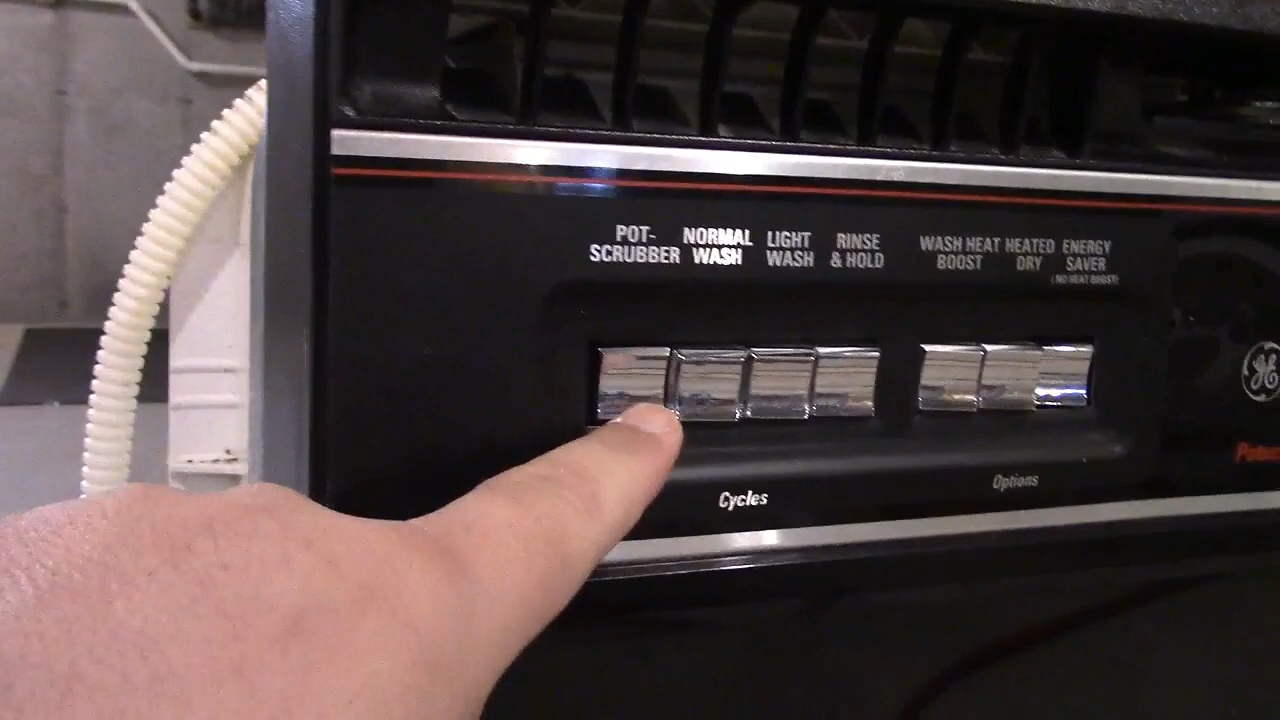 POT-
SCRUBBER
NORMAL
WASH
LIGHT
WASH
RINSE
& HOLD
WASH HEAT
BOOST
HEATED
DRY
ENERGY
SAVER
(NO HEAT BOOST)
GE
Cycles
Options